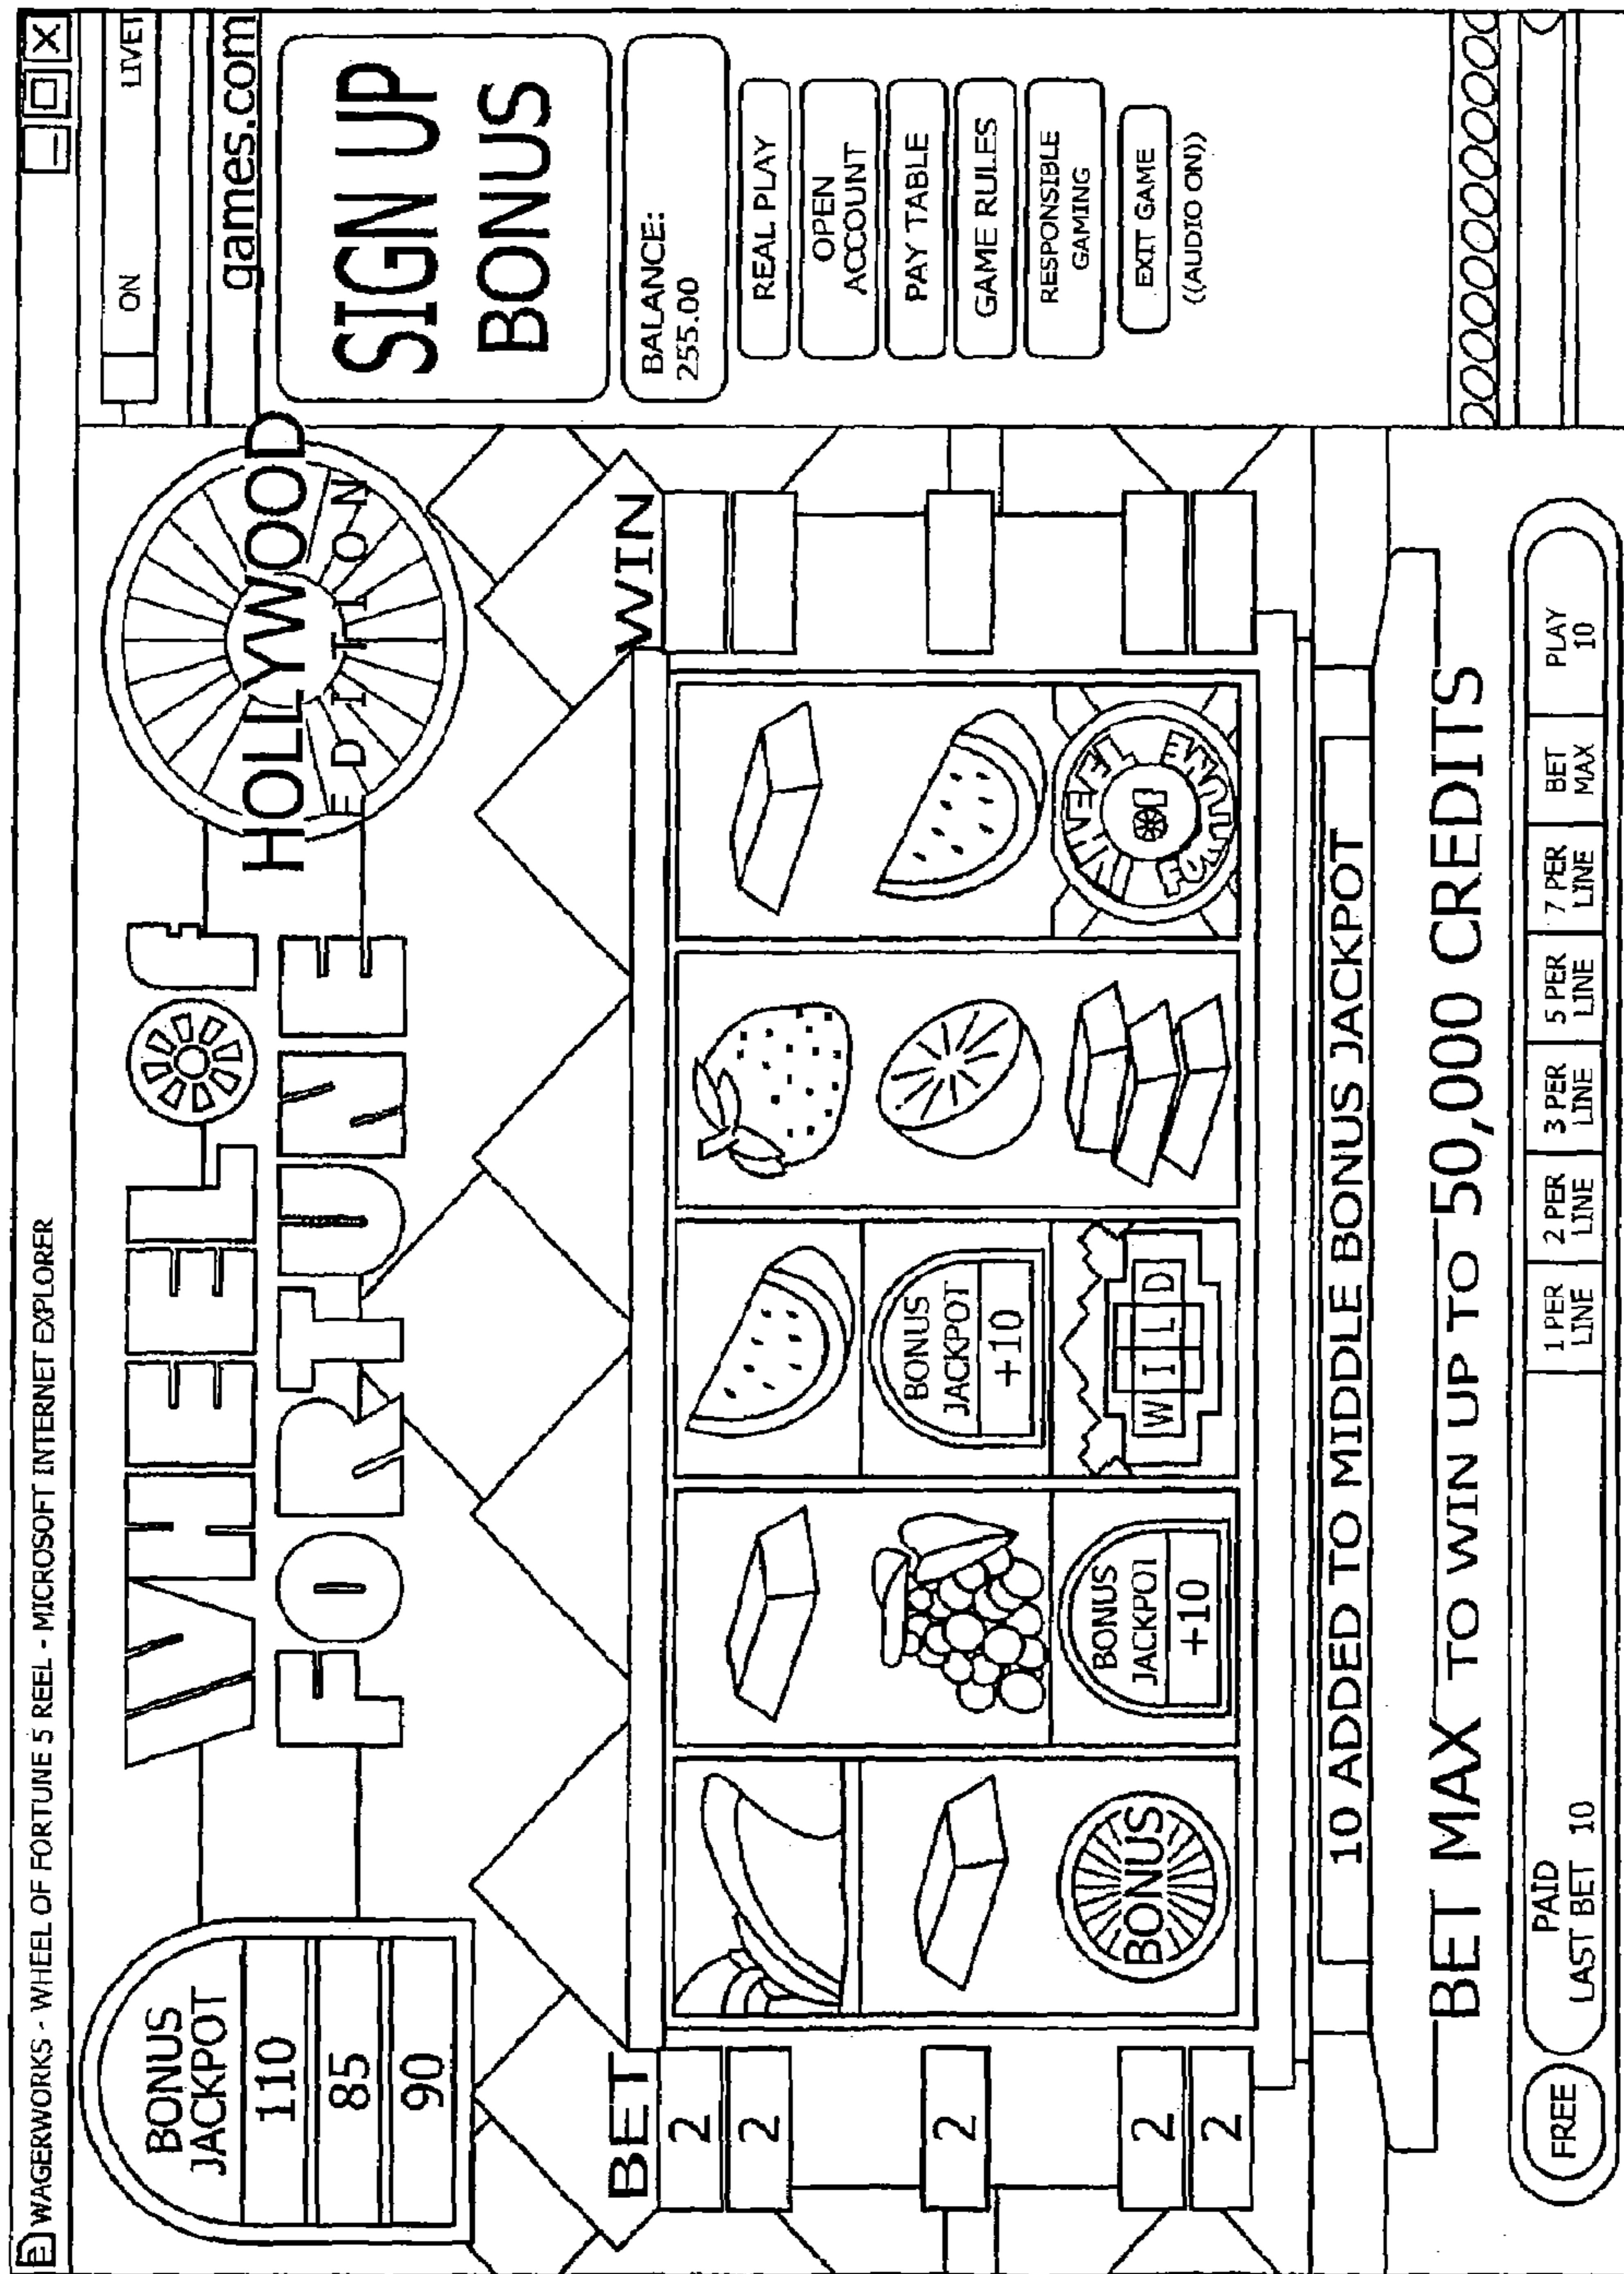 WAGERWORKS - WHEEL OF FORTUNE 5 REEL - MICROSOFT INTERNET EXPLORER
ON
games.com
BONUS
JACKPOT
110
85
90
WHEEL OF
FORTUNE
HOLLYWOOD
EDITION
SIGN UP
BONUS
BALANCE:
255.00
REAL PLAY
OPEN
ACCOUNT
PAY TABLE
GAME RULES
RESPONSIBLE
GAMING
EXIT GAME
((AUDIO ON))
BET
WIN
2
2
2
2
2
BONUS
JACKPOT
+10
BONUS
BONUS
JACKPOT
+10
WILD
WHEEL
OF
FORTUNE
10 ADDED TO MIDDLE BONUS JACKPOT
BET MAX TO WIN UP TO 50,000 CREDITS
FREE
PAID
LAST BET 10
1 PER
LINE
2 PER
LINE
3 PER
LINE
5 PER
LINE
7 PER
LINE
BET
MAX
PLAY
10